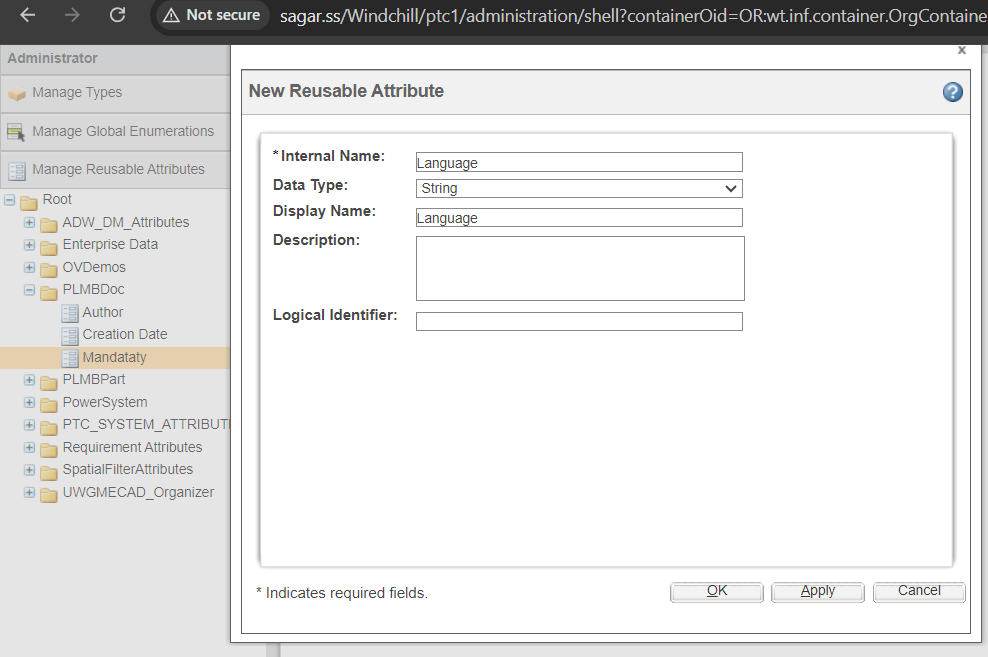 Not secure
sagar.ss/Windchill/ptc1/administration/shell?containerOid=OR:wt.inf.container.OrgContaine
Administrator
Manage Types
Manage Global Enumerations
Manage Reusable Attributes
Root
ADW_DM_Attributes
Enterprise Data
OVDemos
PLMBDoc
Author
Creation Date
Mandataty
PLMBPart
PowerSystem
PTC_SYSTEM_ATTRIBUT
Requirement Attributes
SpatialFilterAttributes
UWGMECAD_Organizer
x
New Reusable Attribute
?
*Internal Name: Language
Data Type: String
Display Name: Language
Description:
Logical Identifier:
* Indicates required fields.
OK Apply Cancel